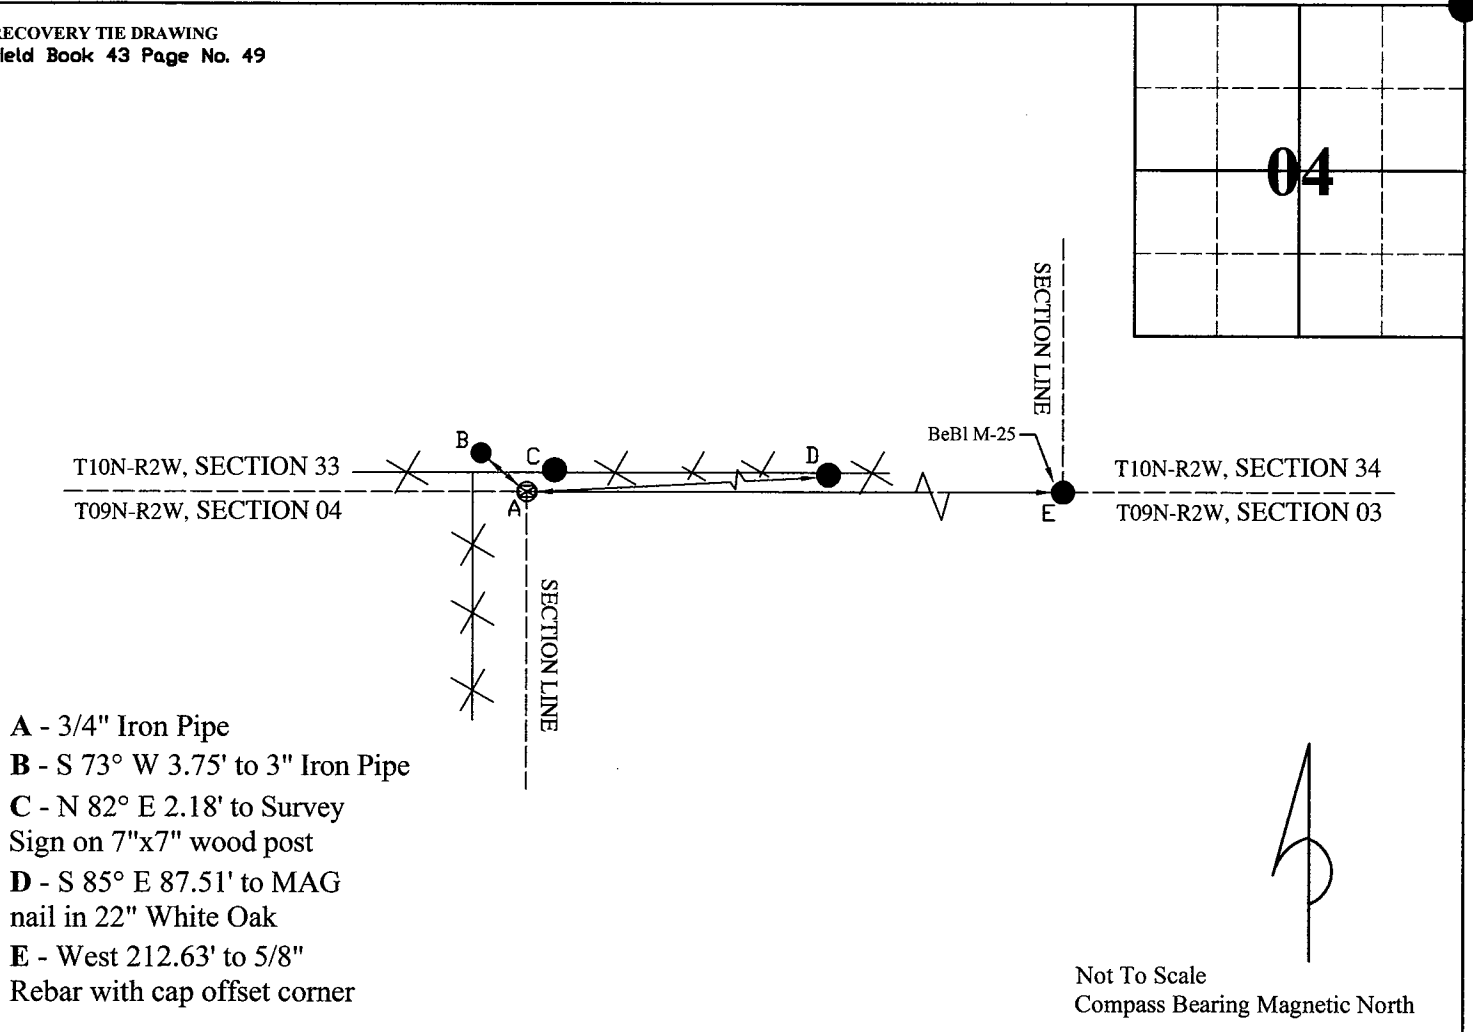 RECOVERY TIE DRAWING
ield Book 43 Page No. 49
04
SECTION LINE
BeBl M-25
B
C
D
T10N-R2W, SECTION 33
T10N-R2W, SECTION 34
A
E
T09N-R2W, SECTION 04
T09N-R2W, SECTION 03
SECTION LINE
A - 3/4" Iron Pipe
B - S 73° W 3.75' to 3" Iron Pipe
C - N 82° E 2.18' to Survey
Sign on 7"x7" wood post
D - S 85° E 87.51' to MAG
nail in 22" White Oak
E - West 212.63' to 5/8"
Rebar with cap offset corner
Not To Scale
Compass Bearing Magnetic North